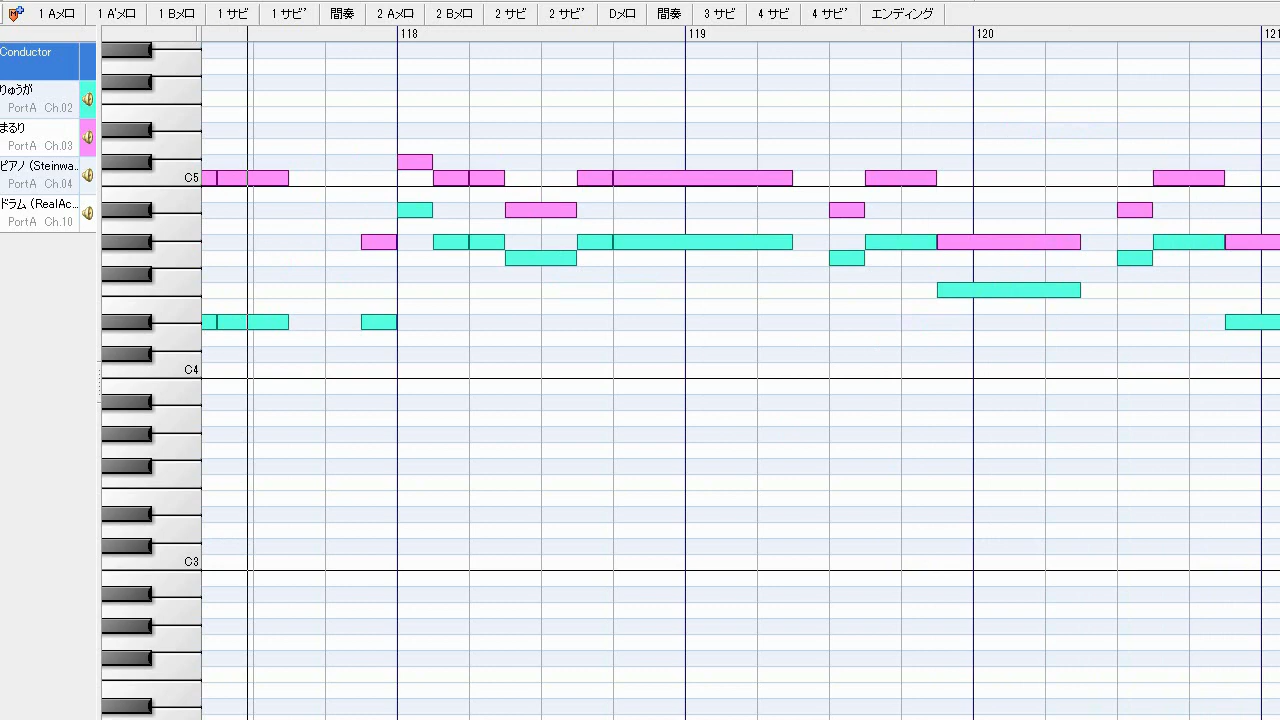 1 Aメロ 1 A'メロ 1 Bメロ 1 サビ 1 サビ' 間奏 2 Aメロ 2 Bメロ 2 サビ 2 サビ' Dメロ 間奏 3 サビ 4 サビ 4 サビ' エンディング
118 119 120 121
Conductor
りゅうが
PortA Ch.02
まるり
PortA Ch.03
ピアノ (Steinwa...
PortA Ch.04
ドラム (RealAc...
PortA Ch.10
C5
C4
C3